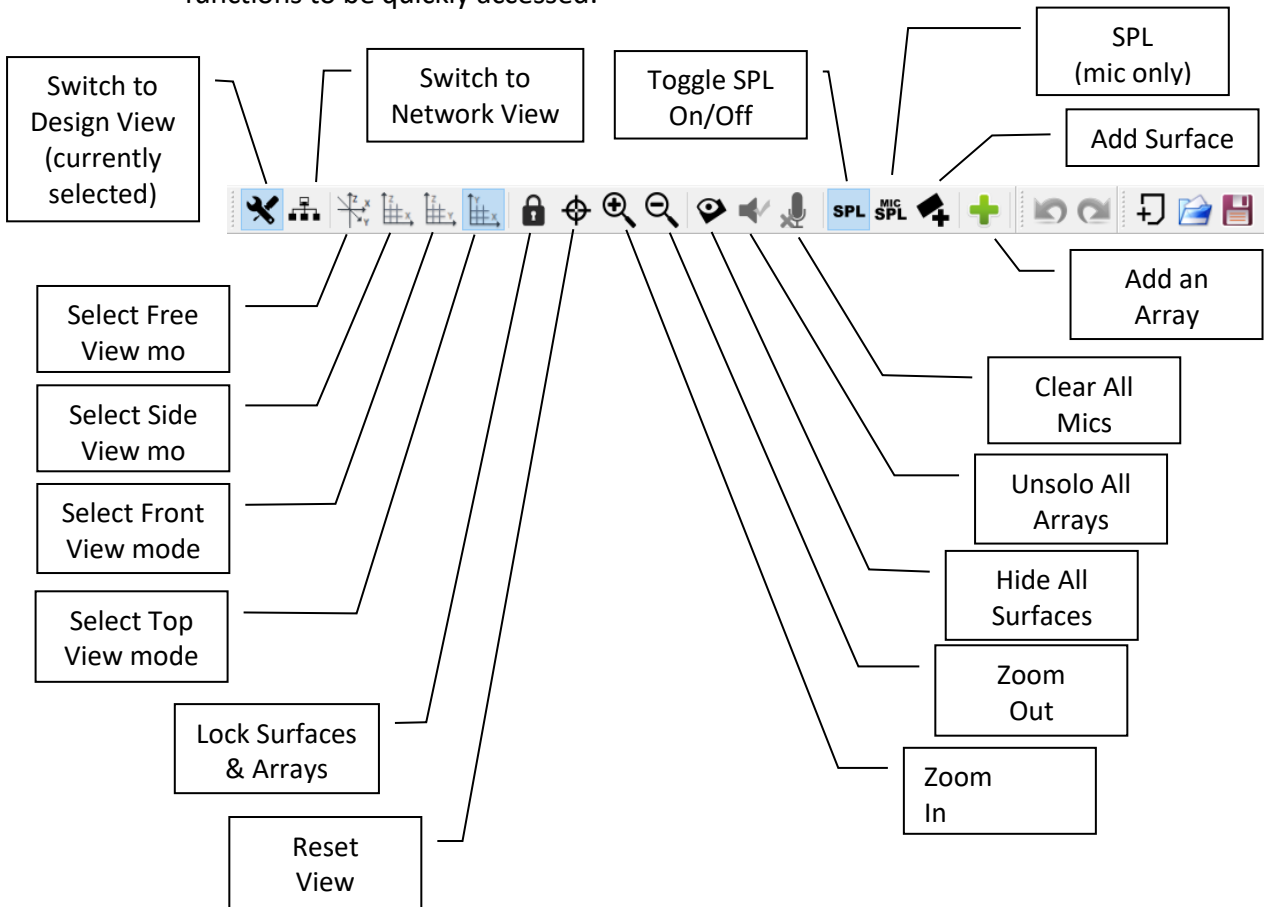 functions to be quickly accessed:
SPL
(mic only)
Switch to
Design View
(currently
selected)
Switch to
Network View
Toggle SPL
On/Off
Add Surface
Z
X
Y
Z
X
Z
Y
Y
X
SPL
MIC
SPL
Add an
Array
Select Free
View mo
Clear All
Mics
Select Side
View mo
Unsolo All
Arrays
Select Front
View mode
Hide All
Surfaces
Select Top
View mode
Zoom
Out
Lock Surfaces
& Arrays
Zoom
In
Reset
View